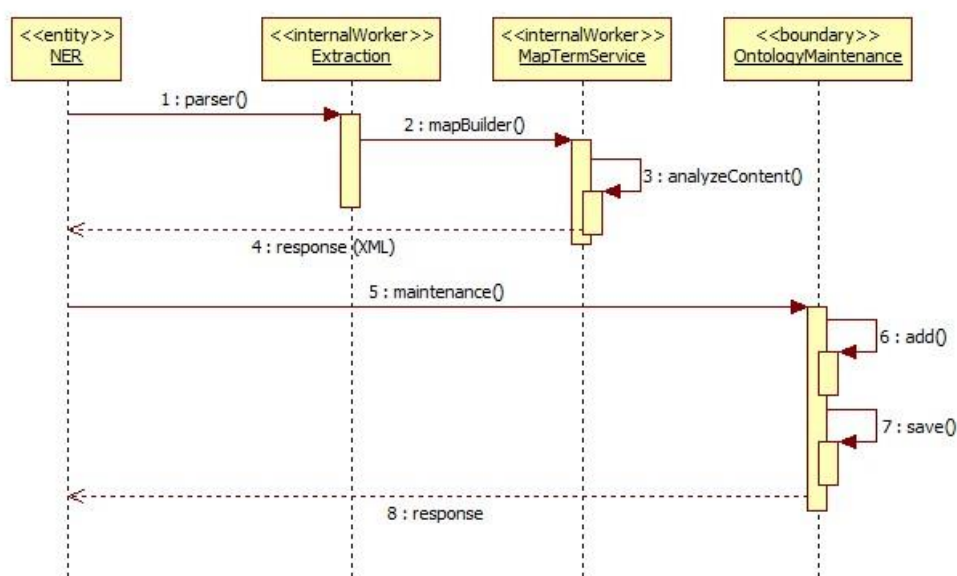 <<entity>>
NER
<<internalWorker>>
Extraction
<<internalWorker>>
MapTermService
<<boundary>>
OntologyMaintenance
1 : parser()
2 : mapBuilder()
3 : analyzeContent()
4 : response (XML)
5 : maintenance()
6 : add()
7 : save()
8 : response